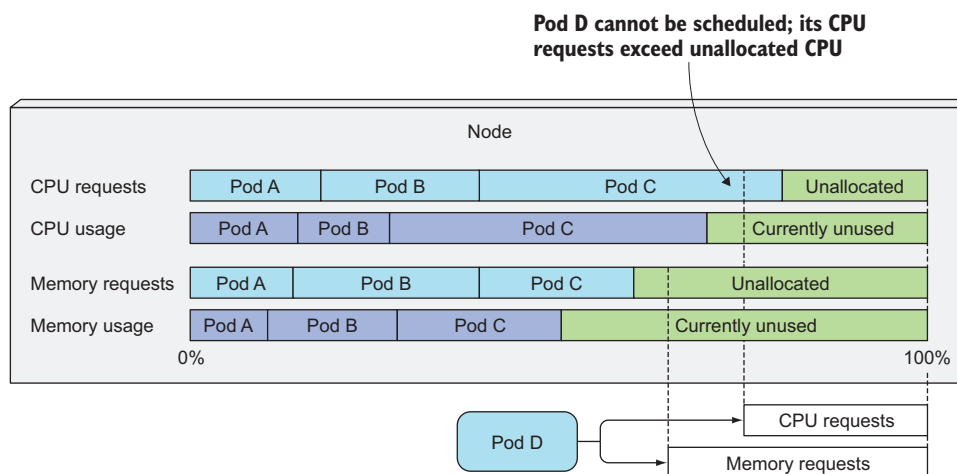 Pod D cannot be scheduled; its CPU
requests exceed unallocated CPU
Node
CPU requests Pod A Pod B Pod C Unallocated
CPU usage Pod A Pod B Pod C Currently unused
Memory requests Pod A Pod B Pod C Unallocated
Memory usage Pod A Pod B Pod C Currently unused
0% 100%
CPU requests
Pod D
Memory requests